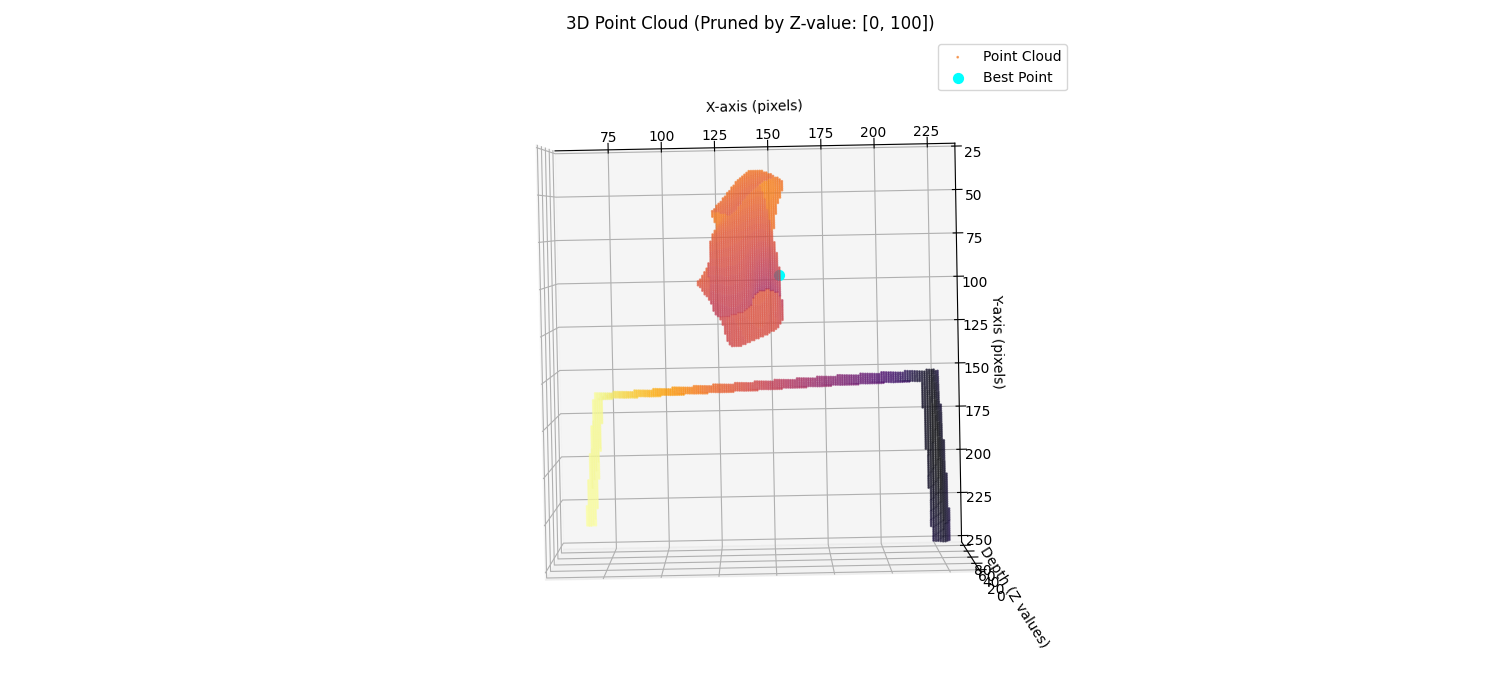 3D Point Cloud (Pruned by Z-value: [0, 100])
Point Cloud
Best Point
X-axis (pixels)
75 100 125 150 175 200 225
25
50
75
100
125
150
175
200
225
250
Y-axis (pixels)
80
60
40
20
0
Depth (Z values)